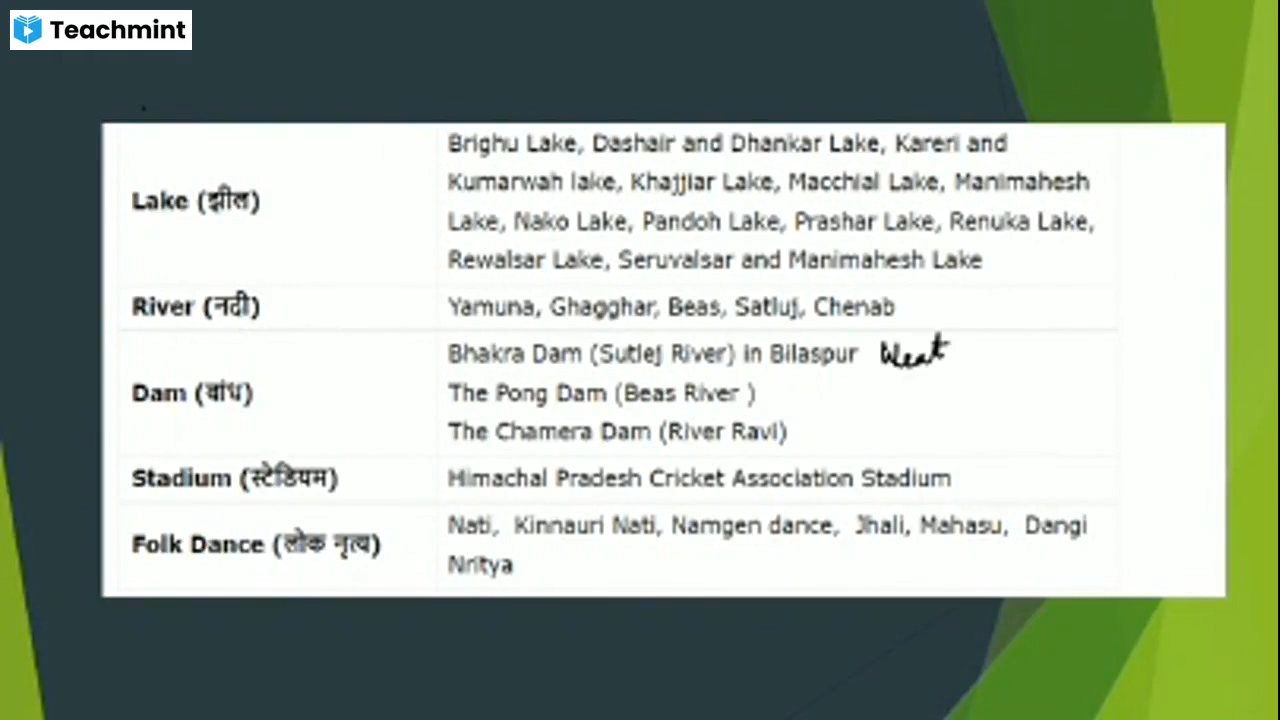 Teachmint
Lake (झील)
Brighu Lake, Dashair and Dhankar Lake, Kareri and
Kumarwah lake, Khajjiar Lake, Macchial Lake, Manimahesh
Lake, Nako Lake, Pandoh Lake, Prashar Lake, Renuka Lake,
Rewalsar Lake, Seruvalsar and Manimahesh Lake
River (नदी)
Yamuna, Ghagghar, Beas, Satluj, Chenab
Dam (बांध)
Bhakra Dam (Sutlej River) in Bilaspur
The Pong Dam (Beas River )
The Chamera Dam (River Ravi)
Stadium (स्टेडियम)
Himachal Pradesh Cricket Association Stadium
Folk Dance (लोक नृत्य)
Nati, Kinnauri Nati, Namgen dance, Jhali, Mahasu, Dangi
Nritya